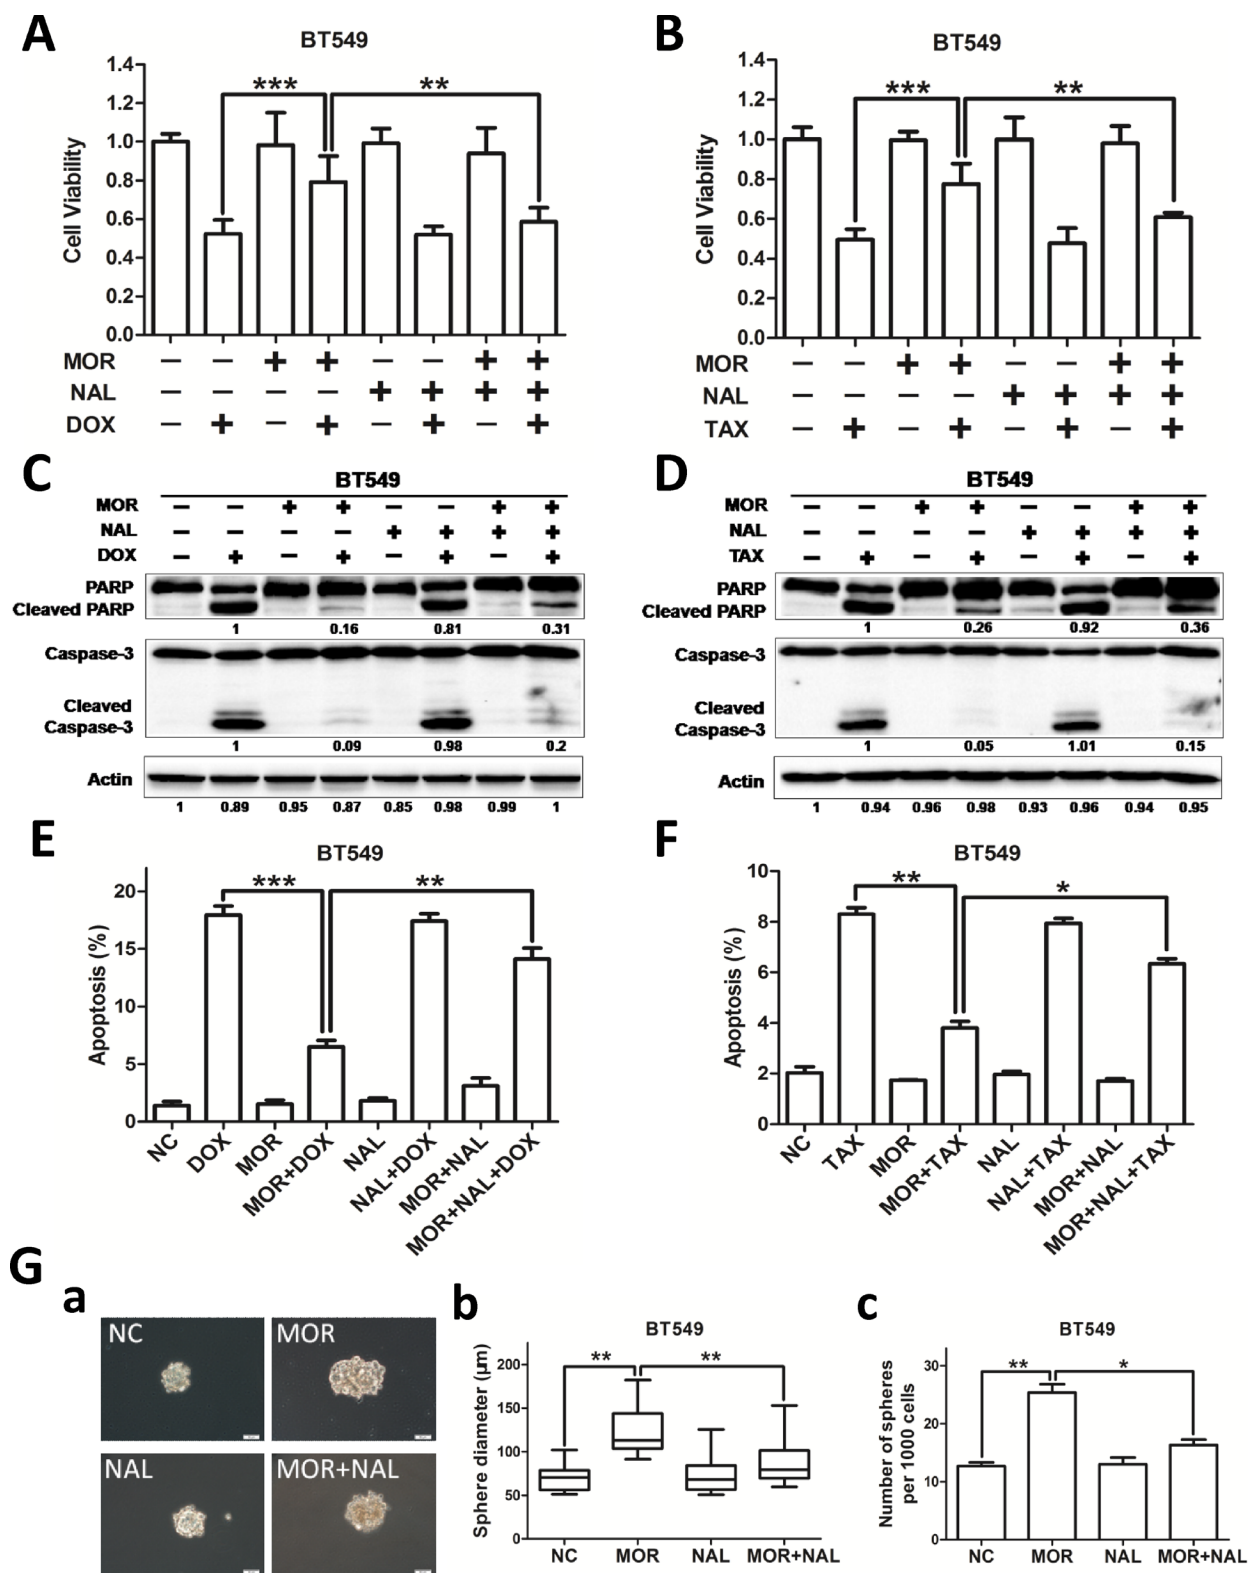 A
BT549
1.4
1.2
1.0
0.8
0.6
0.4
0.2
0.0
Cell Viability
*** **
MOR – – + + – – + +
NAL – – – – + + + +
DOX – + – + – + – +
B
BT549
1.4
1.2
1.0
0.8
0.6
0.4
0.2
0.0
Cell Viability
*** **
MOR – – + + – – + +
NAL – – – – + + + +
TAX – + – + – + – +
C
BT549
MOR – – + + – – + +
NAL – – – – + + + +
DOX – + – + – + – +
PARP
Cleaved PARP
1 0.16 0.81 0.31
Caspase-3
Cleaved
Caspase-3
1 0.09 0.98 0.2
Actin
1 0.89 0.95 0.87 0.85 0.98 0.99 1
D
BT549
MOR – – + + – – + +
NAL – – – – + + + +
TAX – + – + – + – +
PARP
Cleaved PARP
1 0.26 0.92 0.36
Caspase-3
Cleaved
Caspase-3
1 0.05 1.01 0.15
Actin
1 0.94 0.96 0.98 0.93 0.96 0.94 0.95
E
BT549
20
15
10
5
0
Apoptosis (%)
*** **
NC
DOX
MOR
MOR+DOX
NAL
NAL+DOX
MOR+NAL
MOR+NAL+DOX
F
BT549
10
8
6
4
2
0
Apoptosis (%)
** *
NC
TAX
MOR
MOR+TAX
NAL
NAL+TAX
MOR+NAL
MOR+NAL+TAX
G
a
NC
MOR
NAL
MOR+NAL
b
BT549
200
150
100
50
0
Sphere diameter (µm)
** **
NC MOR NAL MOR+NAL
c
BT549
30
20
10
0
Number of spheres
per 1000 cells
** *
NC MOR NAL MOR+NAL